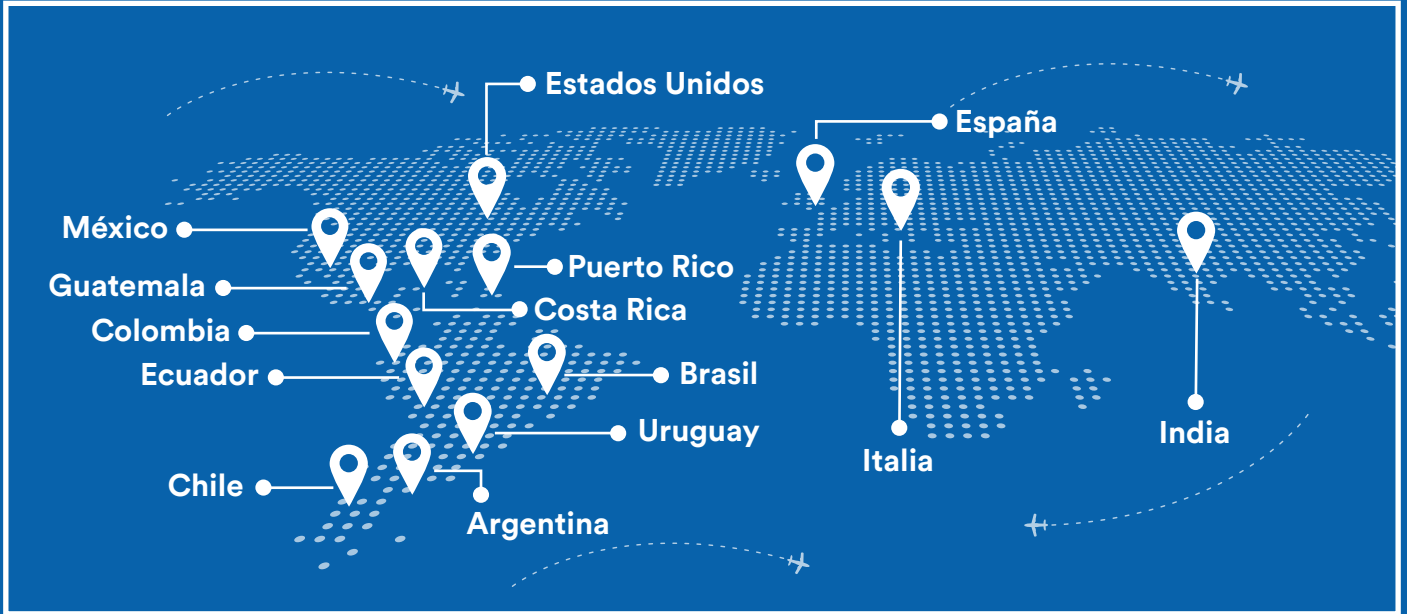 Estados Unidos
España
México
Guatemala
Puerto Rico
Costa Rica
Colombia
Ecuador
Brasil
Uruguay
Italia
India
Chile
Argentina